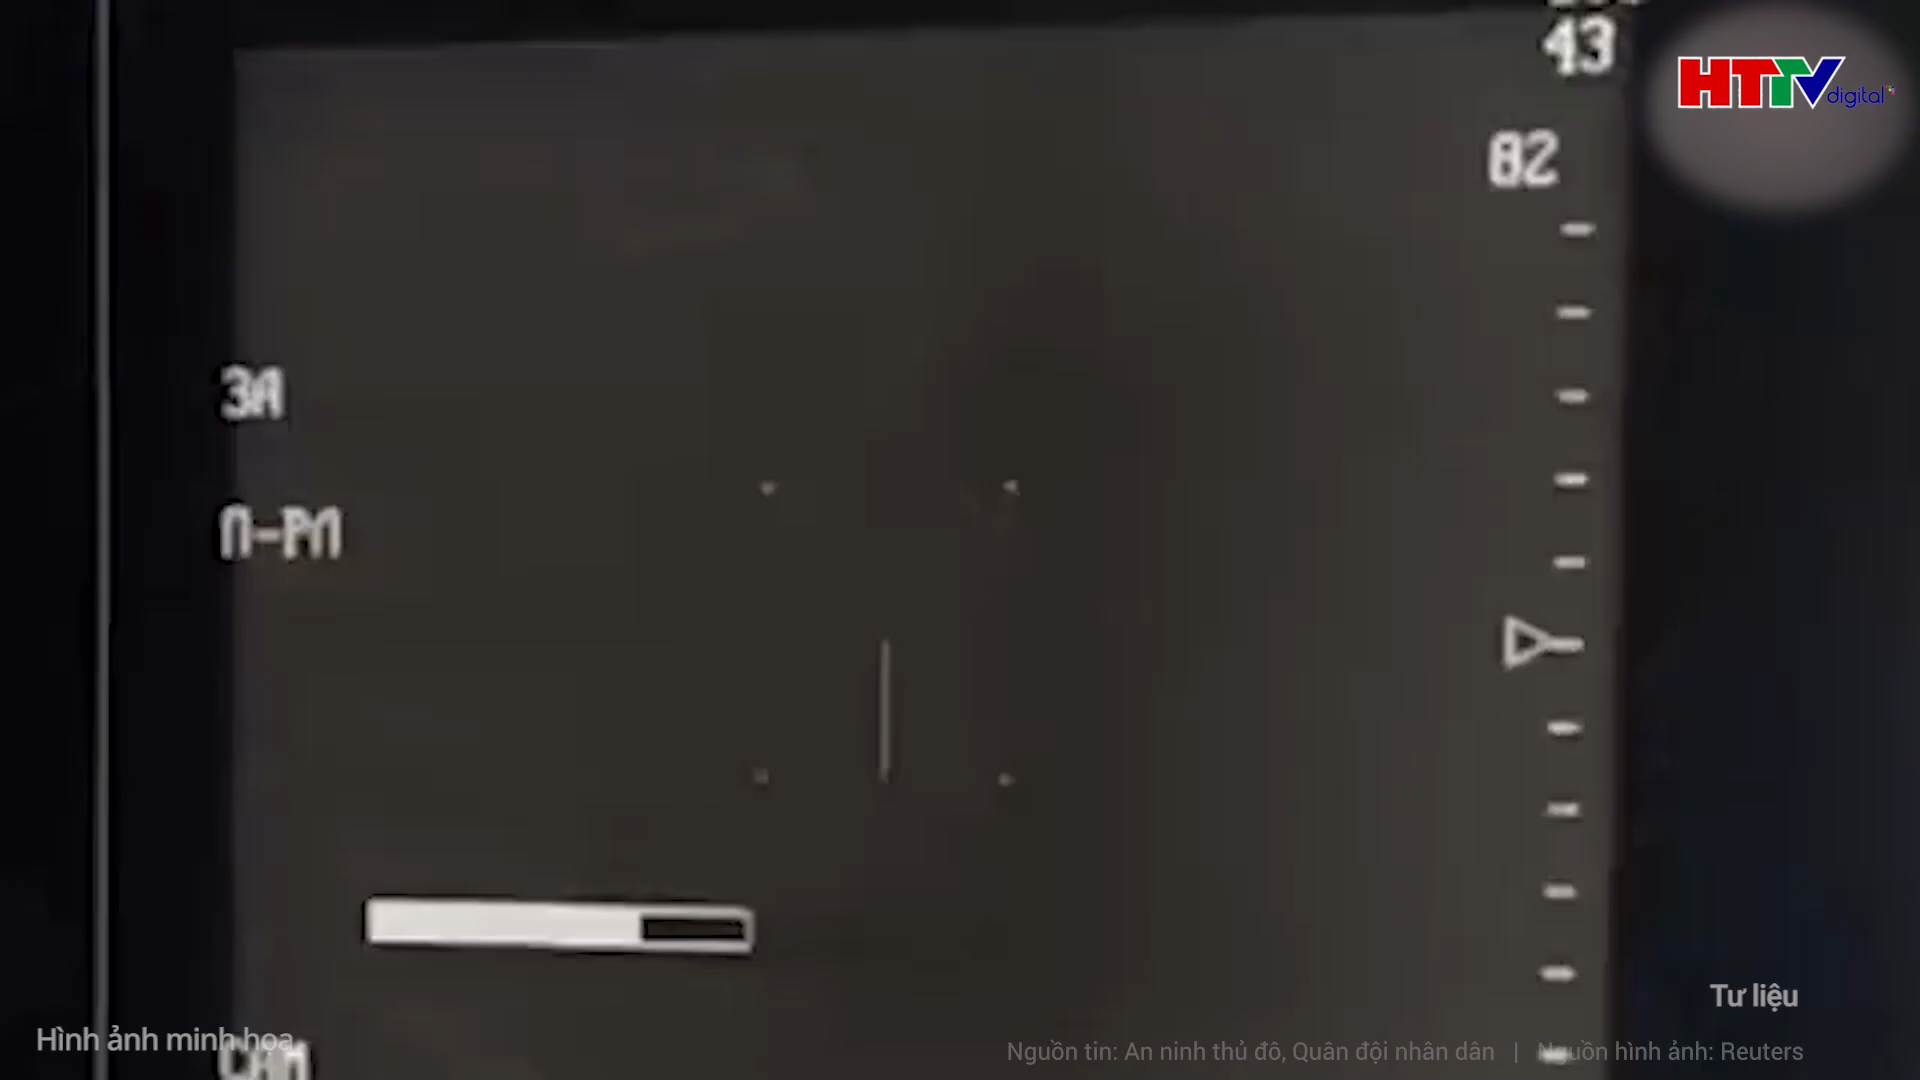 43
HTTV digital
82
3A
П-РМ
Tư liệu
Hình ảnh minh họa
Nguồn tin: An ninh thủ đô, Quân đội nhân dân | Nguồn hình ảnh: Reuters